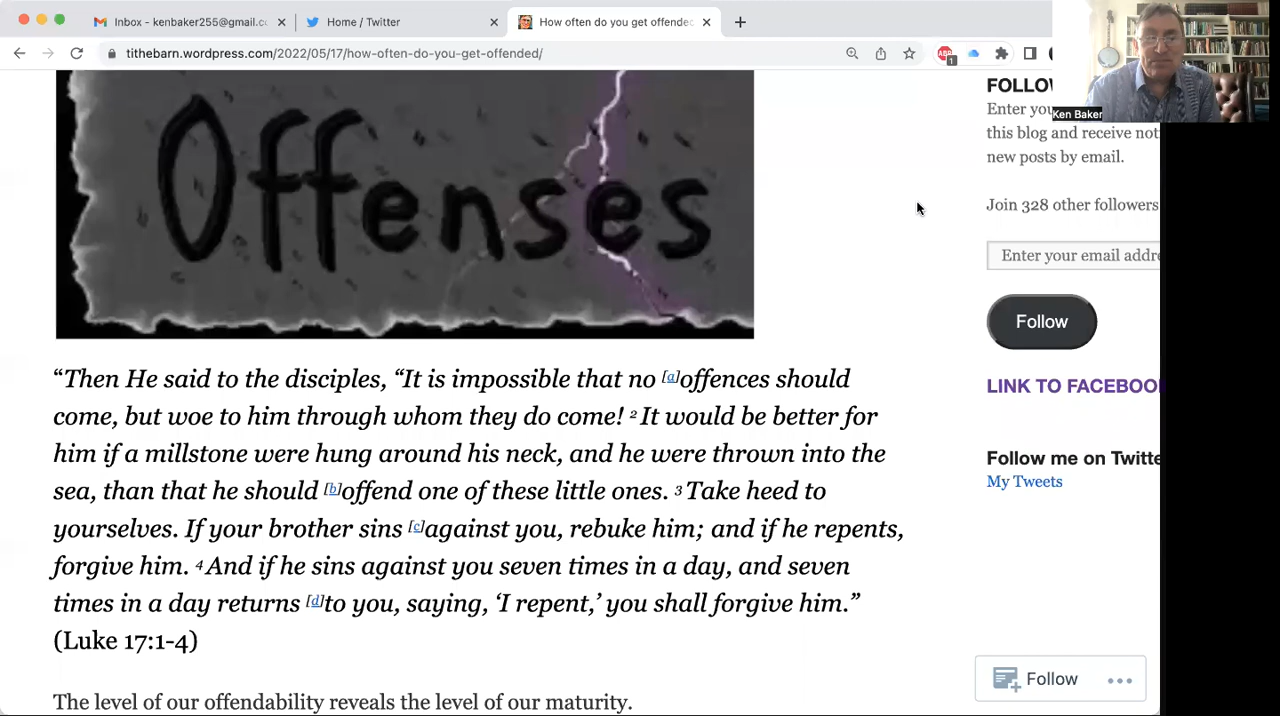 Inbox - kenbaker255@gmail.co
Home / Twitter
How often do you get offended
tithebarn.wordpress.com/2022/05/17/how-often-do-you-get-offended/
ABP
1
Ken Baker
Offenses
“Then He said to the disciples, “It is impossible that no [a]offences should
come, but woe to him through whom they do come! 2 It would be better for
him if a millstone were hung around his neck, and he were thrown into the
sea, than that he should [b]offend one of these little ones. 3 Take heed to
yourselves. If your brother sins [c]against you, rebuke him; and if he repents,
forgive him. 4 And if he sins against you seven times in a day, and seven
times in a day returns [d]to you, saying, ‘I repent,’ you shall forgive him.”
(Luke 17:1-4)
The level of our offendability reveals the level of our maturity.
FOLLOW
Enter you
this blog and receive not
new posts by email.
Join 328 other followers
Enter your email addre
Follow
LINK TO FACEBOO
Follow me on Twitte
My Tweets
Follow